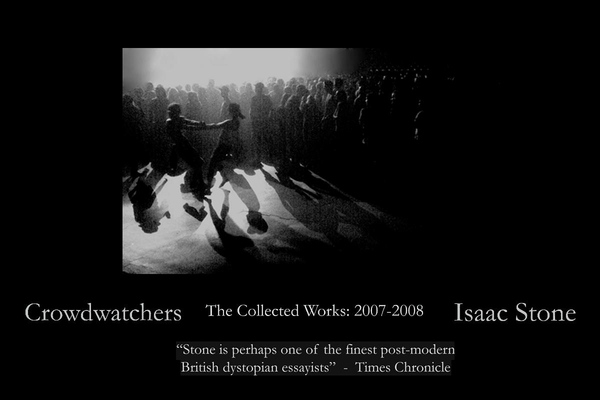 Crowdwatchers The Collected Works: 2007-2008 Isaac Stone
“Stone is perhaps one of the finest post-modern
British dystopian essayists” - Times Chronicle